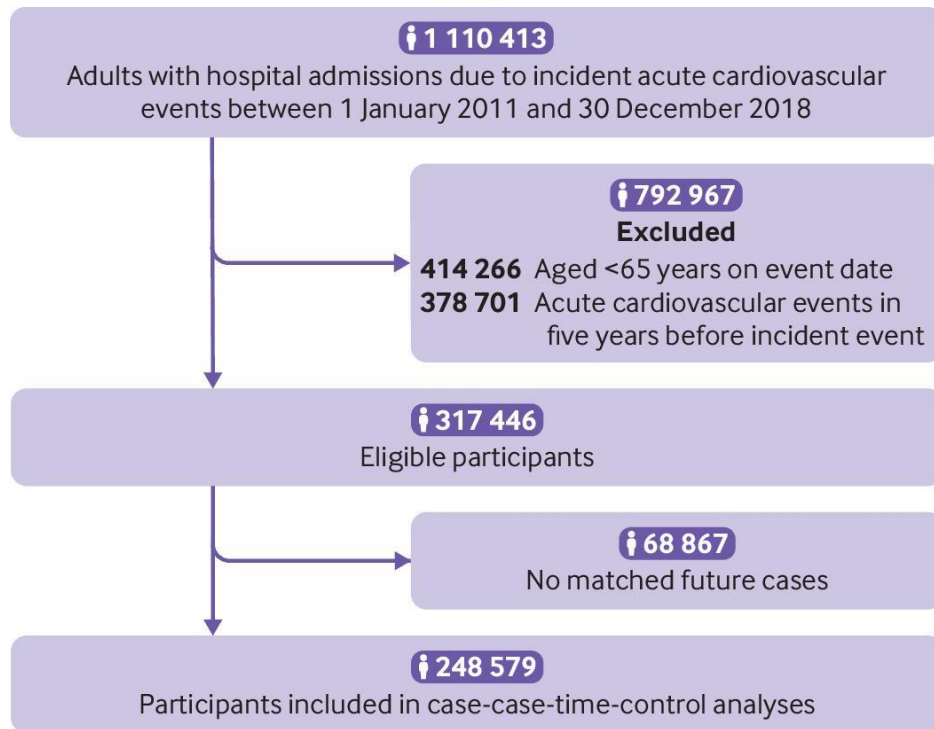 1 110 413
Adults with hospital admissions due to incident acute cardiovascular
events between 1 January 2011 and 30 December 2018
792 967
Excluded
414 266 Aged <65 years on event date
378 701 Acute cardiovascular events in
five years before incident event
317 446
Eligible participants
68 867
No matched future cases
248 579
Participants included in case-case-time-control analyses